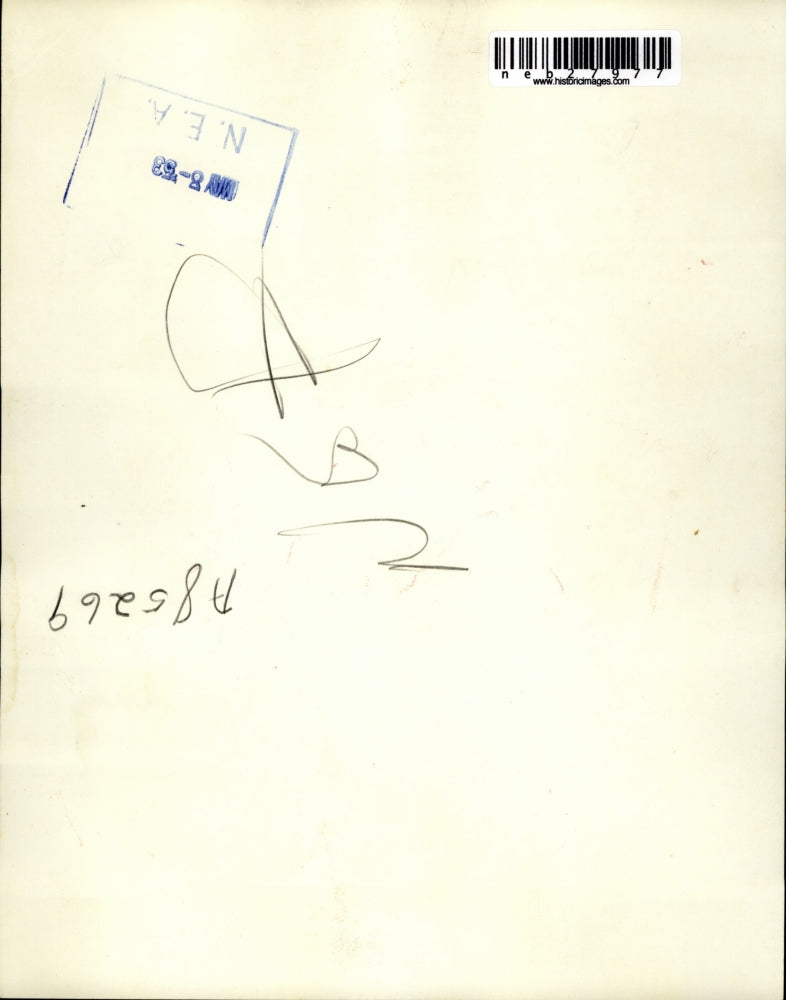 neb27977
www.historicimages.com
N.E.A.
MAY 8-53
A85269